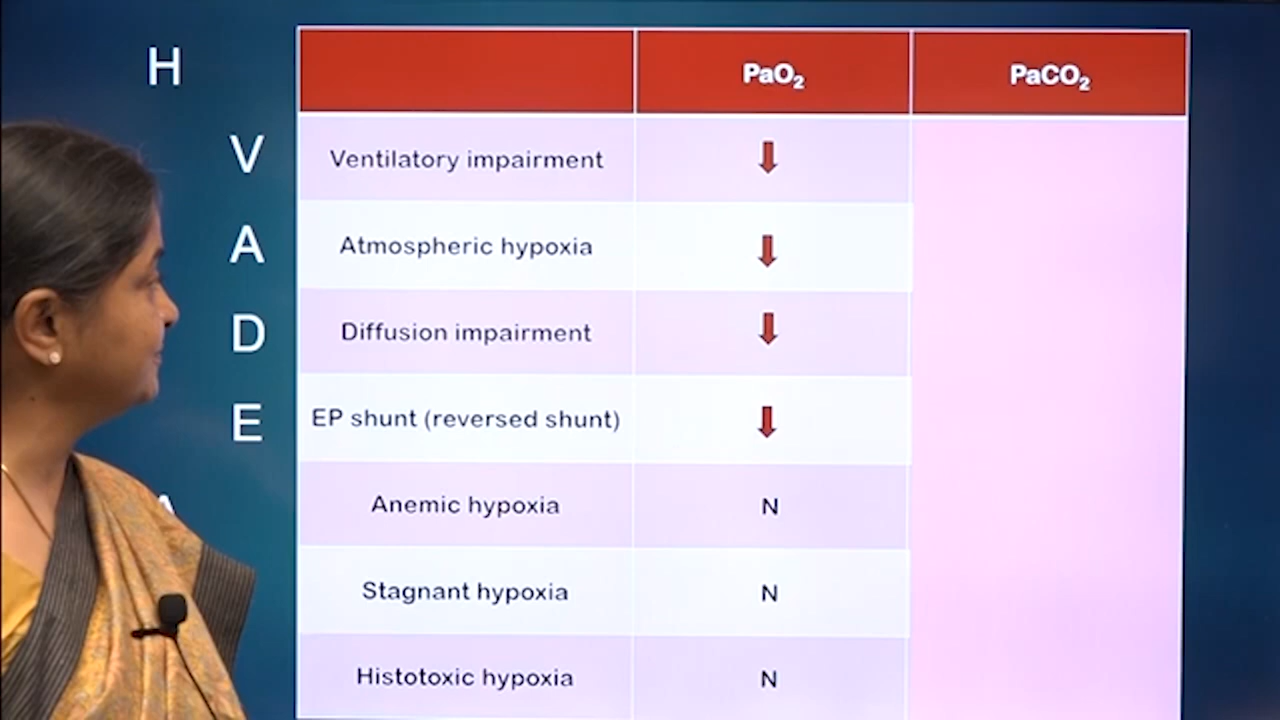 H
PaO₂ PaCO₂
V Ventilatory impairment
A Atmospheric hypoxia
D Diffusion impairment
E EP shunt (reversed shunt)
A Anemic hypoxia N
Stagnant hypoxia N
Histotoxic hypoxia N